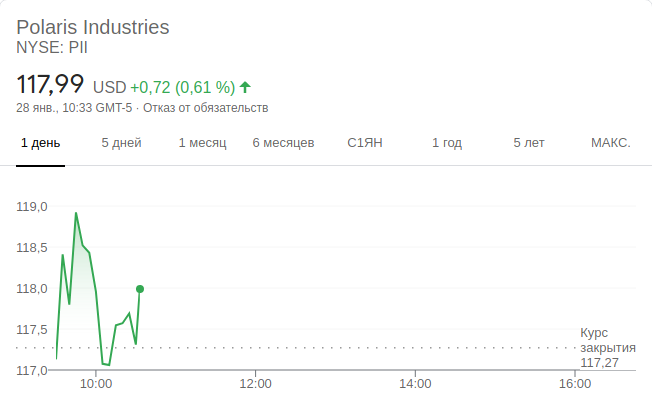 Polaris Industries
NYSE: PII
117,99 USD +0,72 (0,61 %)
28 янв., 10:33 GMT-5 · Отказ от обязательств
1 день 5 дней 1 месяц 6 месяцев С1ЯН 1 год 5 лет МАКС.
119,0
118,5
118,0
117,5
117,0
Курс
закрытия
117,27
10:00 12:00 14:00 16:00